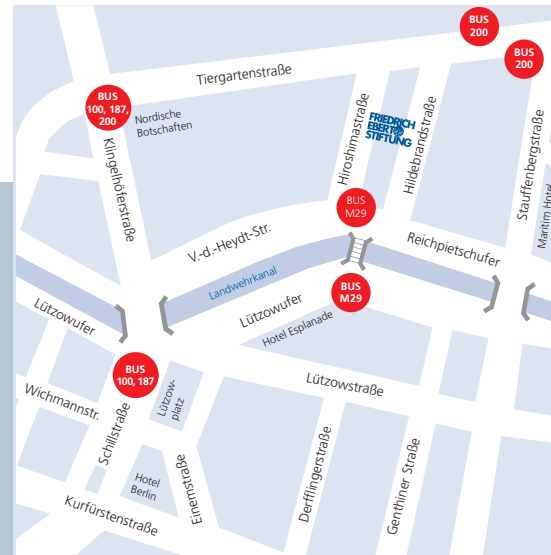 BUS
200
BUS
200
Tiergartenstraße
BUS
100, 187,
200
Nordische
Botschaften
FRIEDRICH
EBERT
STIFTUNG
Klingelhöferstraße
Hiroshimastraße
Hildebrandstraße
Stauffenbergstraße
Maritim Hotel
BUS
M29
V.-d.-Heydt-Str.
Reichpietschufer
Landwehrkanal
BUS
M29
Lützowufer
Lützowufer
Hotel Esplanade
BUS
100, 187
Lützowstraße
Wichmannstr.
Lützow-
platz
Schillstraße
Hotel
Berlin
Einemstraße
Derfflingerstraße
Genthiner Straße
Kurfürstenstraße